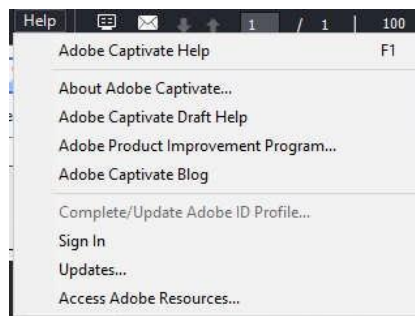 Help 1 / 1 100
Adobe Captivate Help F1
About Adobe Captivate...
Adobe Captivate Draft Help
Adobe Product Improvement Program...
Adobe Captivate Blog
Complete/Update Adobe ID Profile...
Sign In
Updates...
Access Adobe Resources...